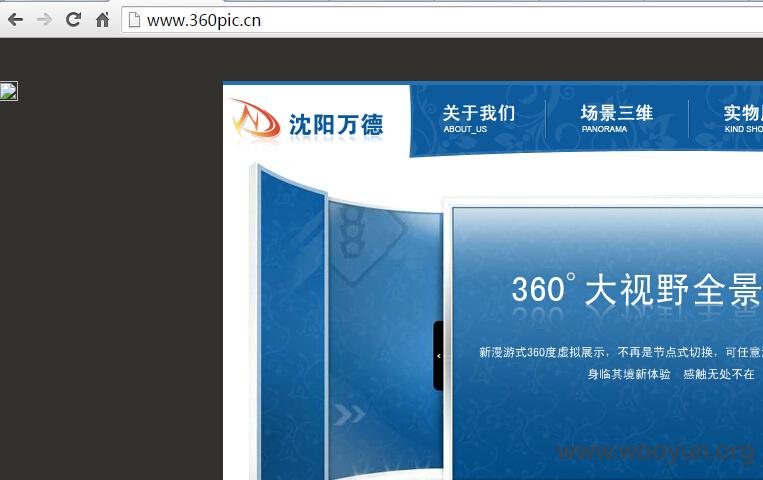 www.360pic.cn
沈阳万德
关于我们
ABOUT_US
场景三维
PANORAMA
实物
KIND SHO
360°大视野全景
新漫游式360度虚拟展示，不再是节点式切换，可任意
身临其境新体验 感触无处不在
www.wooyun.org